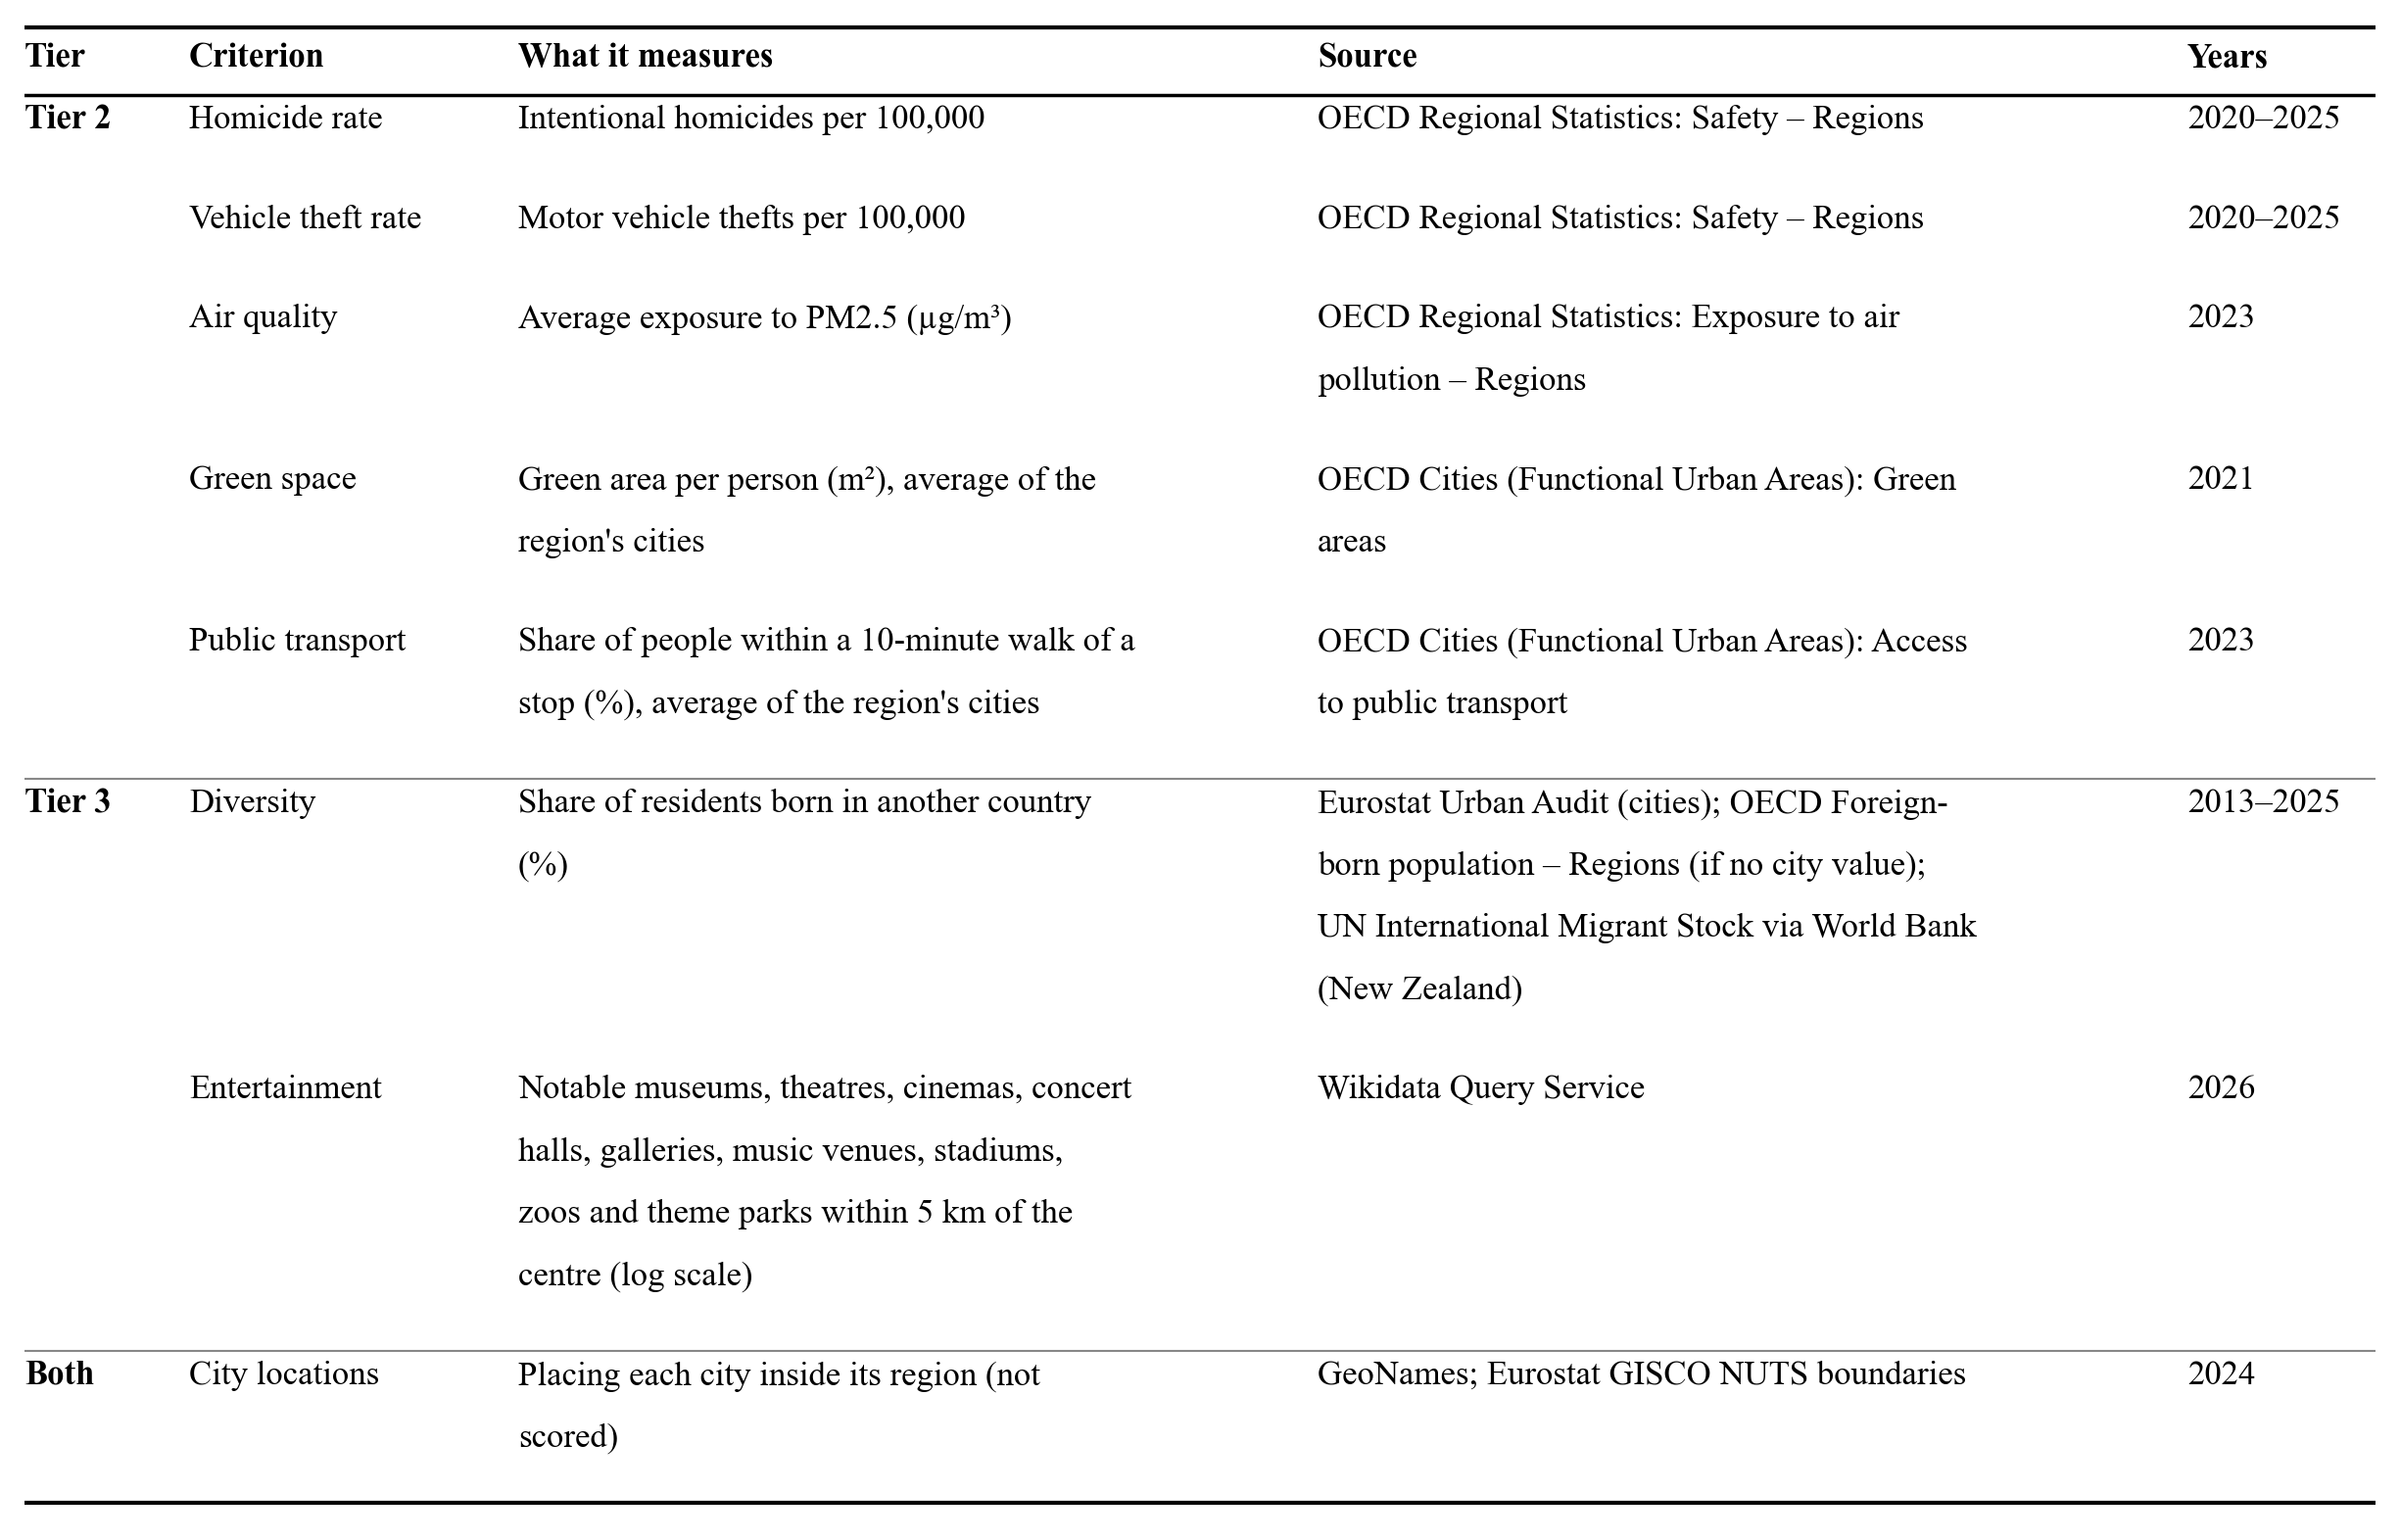 Tier Criterion What it measures Source Years
Tier 2 Homicide rate Intentional homicides per 100,000 OECD Regional Statistics: Safety – Regions 2020–2025
Vehicle theft rate Motor vehicle thefts per 100,000 OECD Regional Statistics: Safety – Regions 2020–2025
Air quality Average exposure to PM2.5 (µg/m³) OECD Regional Statistics: Exposure to air 2023
pollution – Regions
Green space Green area per person (m²), average of the OECD Cities (Functional Urban Areas): Green 2021
region's cities areas
Public transport Share of people within a 10-minute walk of a OECD Cities (Functional Urban Areas): Access 2023
stop (%), average of the region's cities to public transport
Tier 3 Diversity Share of residents born in another country Eurostat Urban Audit (cities); OECD Foreign- 2013–2025
(%) born population – Regions (if no city value);
UN International Migrant Stock via World Bank
(New Zealand)
Entertainment Notable museums, theatres, cinemas, concert Wikidata Query Service 2026
halls, galleries, music venues, stadiums,
zoos and theme parks within 5 km of the
centre (log scale)
Both City locations Placing each city inside its region (not GeoNames; Eurostat GISCO NUTS boundaries 2024
scored)